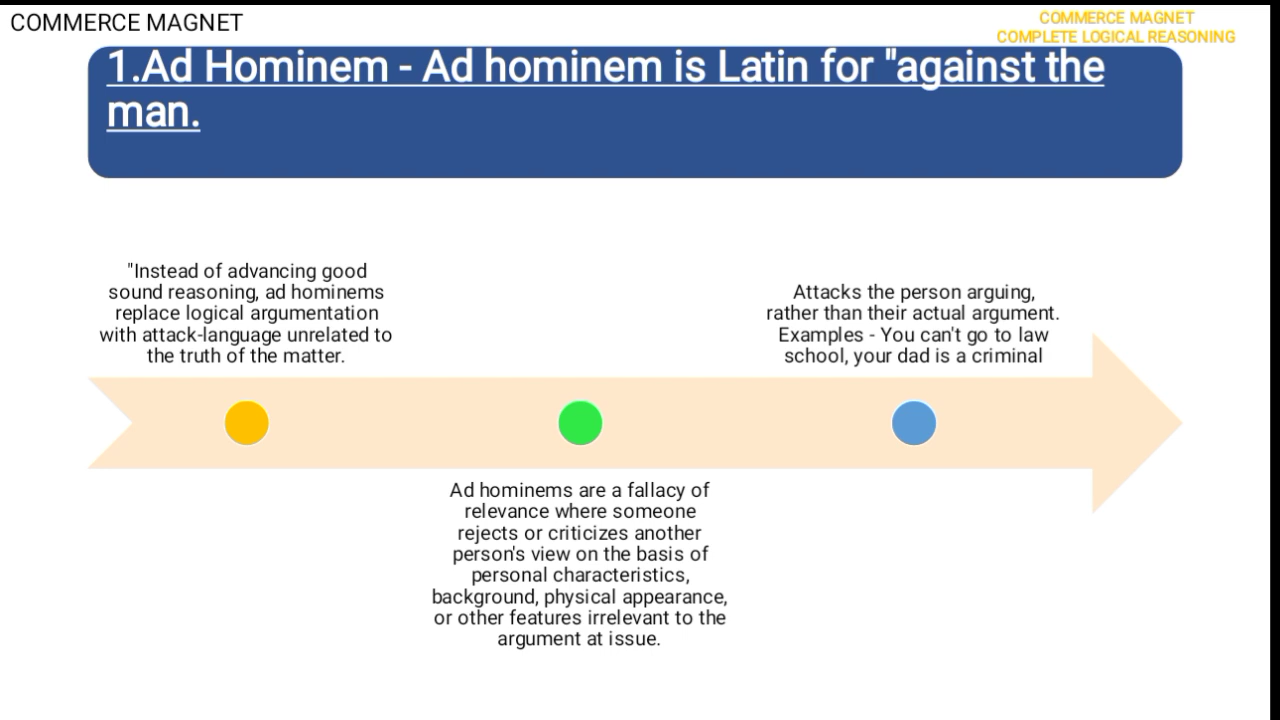 COMMERCE MAGNET
COMMERCE MAGNET
COMPLETE LOGICAL REASONING
1.Ad Hominem - Ad hominem is Latin for "against the
man.
"Instead of advancing good
sound reasoning, ad hominems
replace logical argumentation
with attack-language unrelated to
the truth of the matter.
Ad hominems are a fallacy of
relevance where someone
rejects or criticizes another
person's view on the basis of
personal characteristics,
background, physical appearance,
or other features irrelevant to the
argument at issue.
Attacks the person arguing,
rather than their actual argument.
Examples - You can't go to law
school, your dad is a criminal